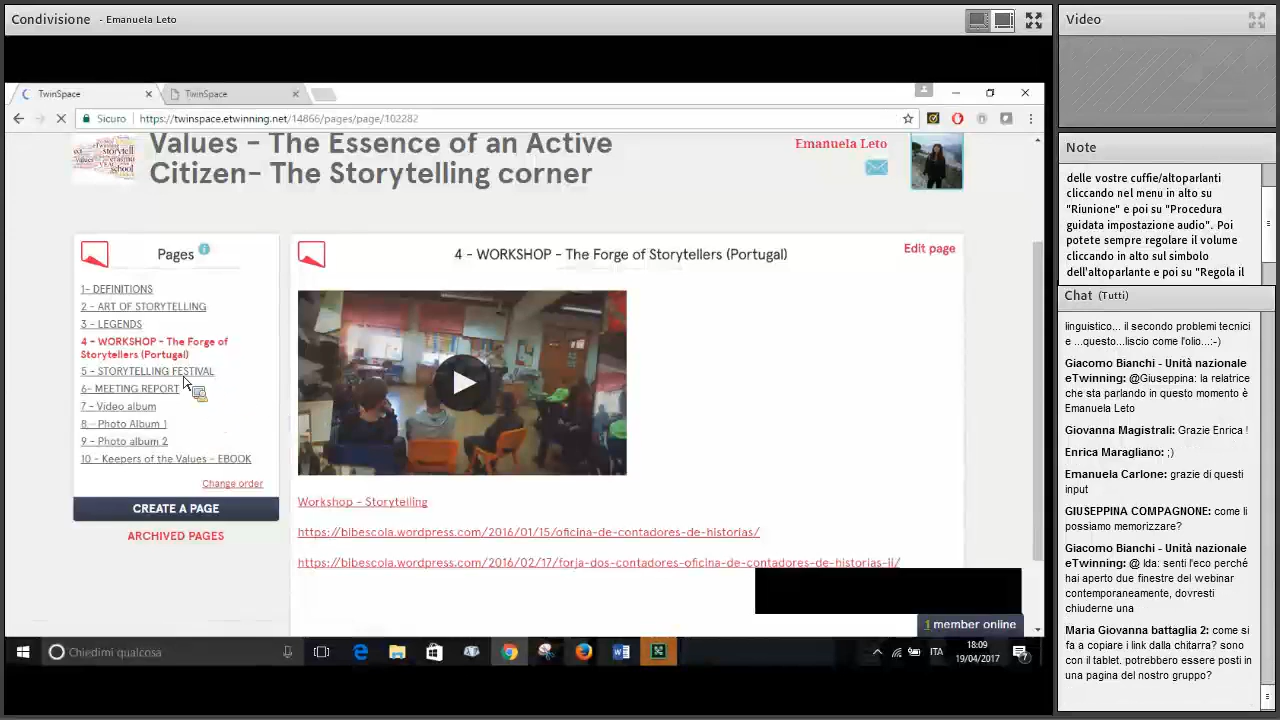 Condivisione - Emanuela Leto
TwinSpace
TwinSpace
Sicuro
https://twinspace.etwinning.net/14866/pages/page/102282
Values - The Essence of an Active
Citizen- The Storytelling corner
Emanuela Leto
Pages
1- DEFINITIONS
2 - ART OF STORYTELLING
3 - LEGENDS
4 - WORKSHOP - The Forge of
Storytellers (Portugal)
5 - STORYTELLING FESTIVAL
6- MEETING REPORT
7 - Video album
8 - Photo Album 1
9 - Photo album 2
10 - Keepers of the Values - EBOOK
Change order
CREATE A PAGE
ARCHIVED PAGES
4 - WORKSHOP - The Forge of Storytellers (Portugal)
Edit page
Workshop - Storytelling
https://bibescola.wordpress.com/2016/01/15/oficina-de-contadores-de-historias/
https://bibescola.wordpress.com/2016/02/17/forja-dos-contadores-oficina-de-contadores-de-historias-ii/
1 member online
Chiedimi qualcosa
ITA
18:09
19/04/2017
Video
Note
delle vostre cuffie/altoparlanti
cliccando nel menu in alto su
"Riunione" e poi su "Procedura
guidata impostazione audio". Poi
potete sempre regolare il volume
cliccando in alto sul simbolo
dell'altoparlante e poi su "Regola il
Chat (Tutti)
linguistico... il secondo problemi tecnici
e ...questo...liscio come l'olio....:-)
Giacomo Bianchi - Unità nazionale
eTwinning: @Giuseppina: la relatrice
che sta parlando in questo momento è
Emanuela Leto
Giovanna Magistrali: Grazie Enrica !
Enrica Maragliano: ;)
Emanuela Carlone: grazie di questi
input
GIUSEPPINA COMPAGNONE: come li
possiamo memorizzare?
Giacomo Bianchi - Unità nazionale
eTwinning: @ Ida: senti l'eco perché
hai aperto due finestre del webinar
contemporaneamente, dovresti
chiuderne una
Maria Giovanna battaglia 2: come si
fa a copiare i link dalla chitarra? sono
con il tablet. potrebbero essere posti in
una pagina del nostro gruppo?